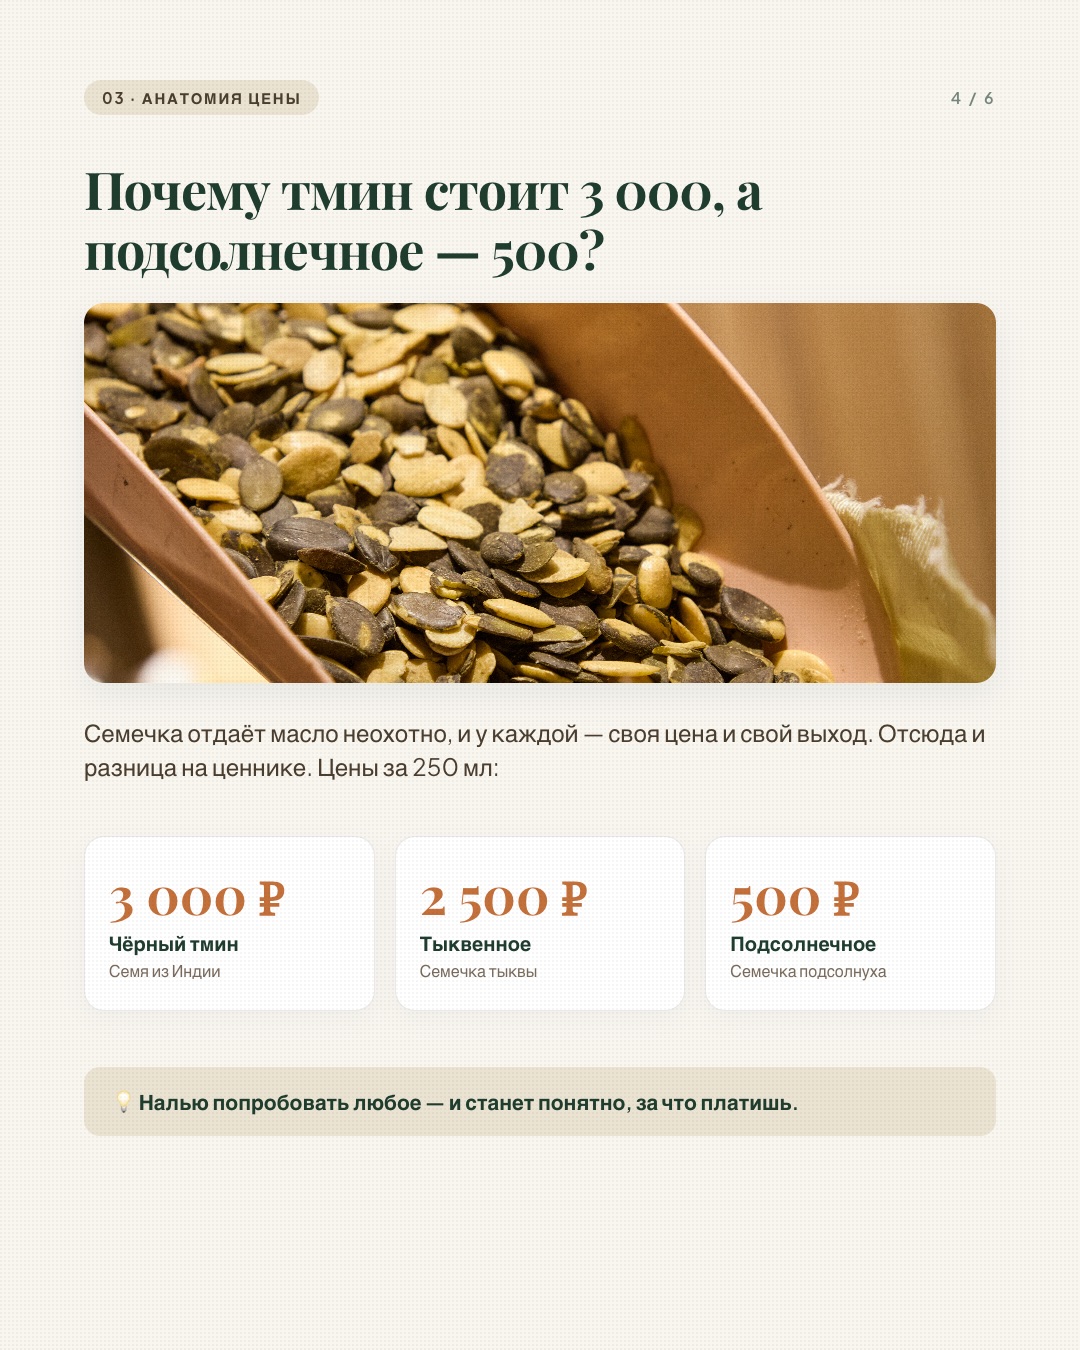 03 · АНАТОМИЯ ЦЕНЫ
4 / 6
Почему тмин стоит 3 000, а
подсолнечное — 500?
Семечка отдаёт масло неохотно, и у каждой — своя цена и свой выход. Отсюда и
разница на ценнике. Цены за 250 мл:
3 000 ₽
Чёрный тмин
Семя из Индии
2 500 ₽
Тыквенное
Семечка тыквы
500 ₽
Подсолнечное
Семечка подсолнуха
💡 Налью попробовать любое — и станет понятно, за что платишь.